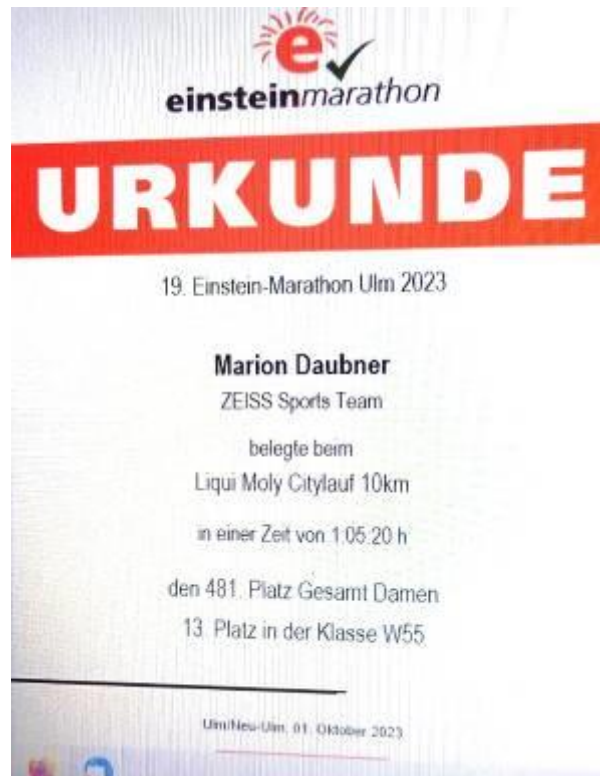 einsteinmarathon
URKUNDE
19. Einstein-Marathon Ulm 2023
Marion Daubner
ZEISS Sports Team
belegte beim
Liqui Moly Citylauf 10km
in einer Zeit von 1:05:20 h
den 481. Platz Gesamt Damen
13. Platz in der Klasse W55
Ulm/Neu-Ulm, 01. Oktober 2023